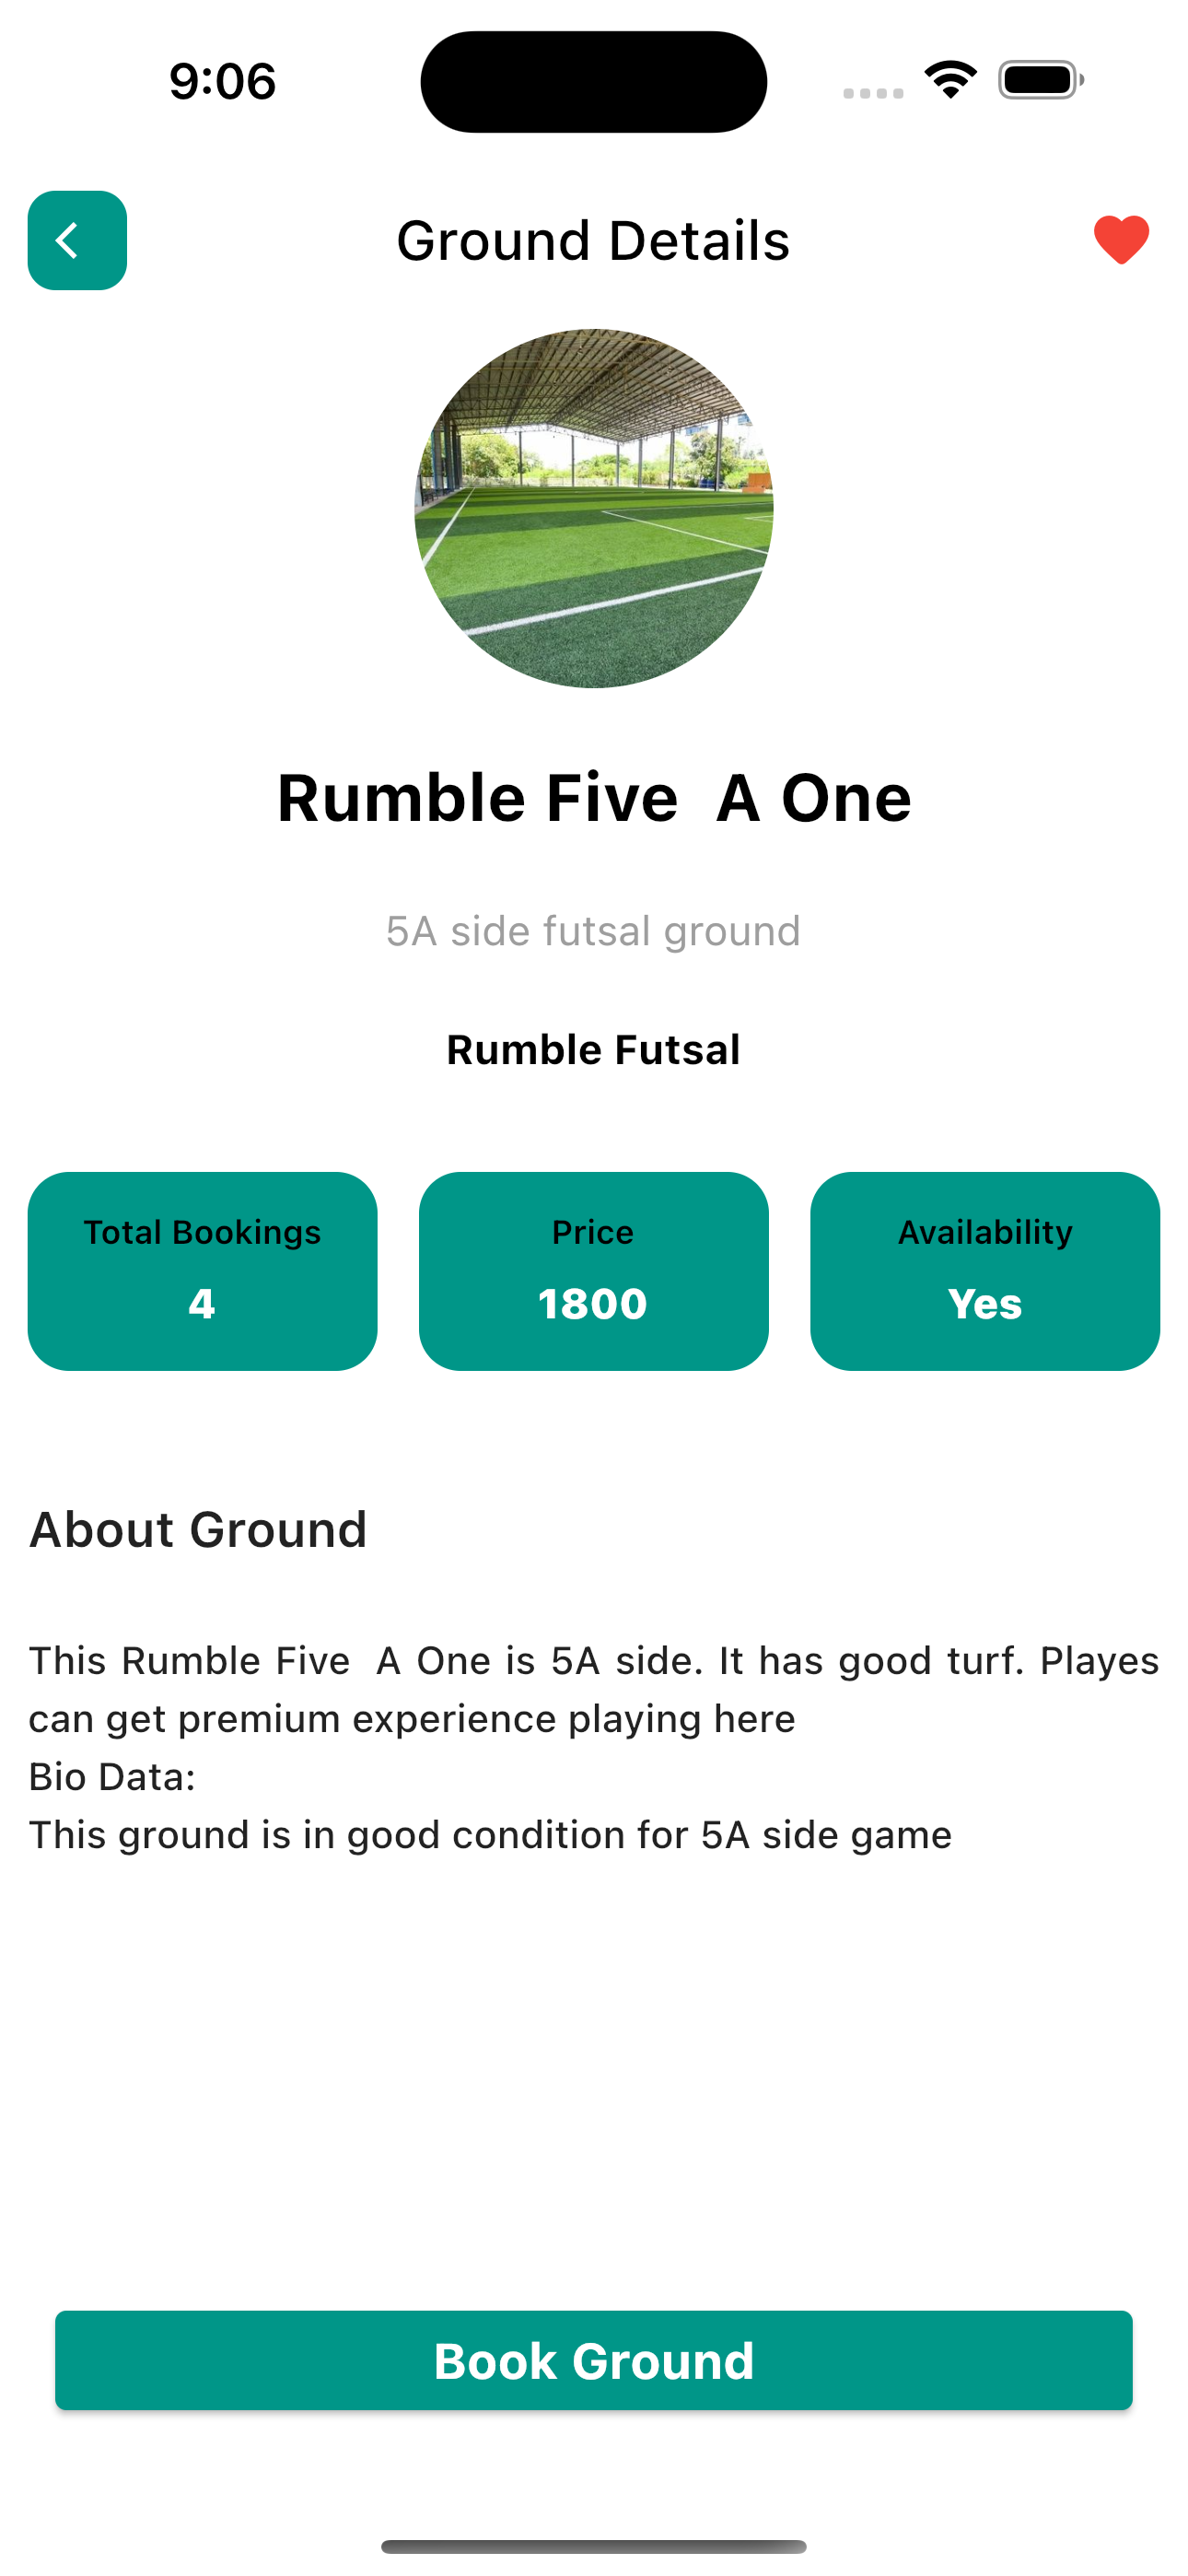 9:06
Ground Details
Rumble Five  A One
5A side futsal ground
Rumble Futsal
Total Bookings
4
Price
1800
Availability
Yes
About Ground
This Rumble Five  A One is 5A side. It has good turf. Playes
can get premium experience playing here
Bio Data:
This ground is in good condition for 5A side game
Book Ground